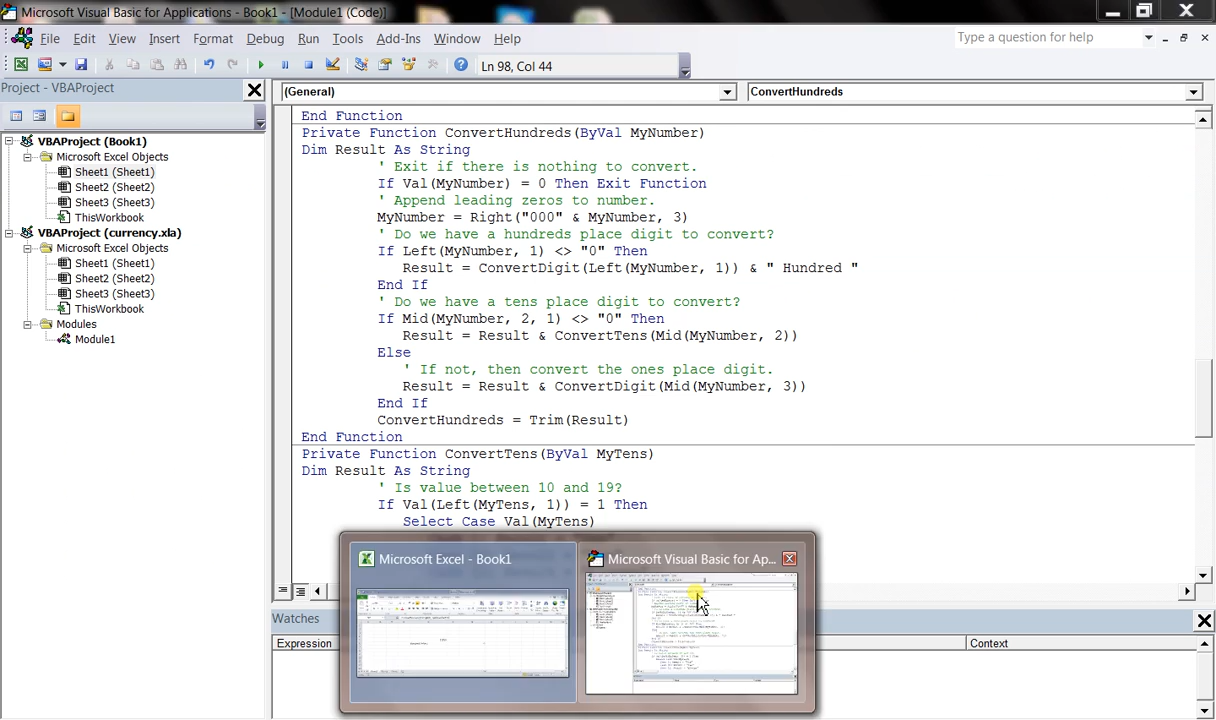 Microsoft Visual Basic for Applications - Book1 - [Module1 (Code)]
File Edit View Insert Format Debug Run Tools Add-Ins Window Help
Type a question for help
Ln 98, Col 44
Project - VBAProject
(General)
ConvertHundreds
VBAProject (Book1)
Microsoft Excel Objects
Sheet1 (Sheet1)
Sheet2 (Sheet2)
Sheet3 (Sheet3)
ThisWorkbook
VBAProject (currency.xla)
Microsoft Excel Objects
Sheet1 (Sheet1)
Sheet2 (Sheet2)
Sheet3 (Sheet3)
ThisWorkbook
Modules
Module1
End Function
Private Function ConvertHundreds(ByVal MyNumber)
Dim Result As String
' Exit if there is nothing to convert.
If Val(MyNumber) = 0 Then Exit Function
' Append leading zeros to number.
MyNumber = Right("000" & MyNumber, 3)
' Do we have a hundreds place digit to convert?
If Left(MyNumber, 1) <> "0" Then
Result = ConvertDigit(Left(MyNumber, 1)) & " Hundred "
End If
' Do we have a tens place digit to convert?
If Mid(MyNumber, 2, 1) <> "0" Then
Result = Result & ConvertTens(Mid(MyNumber, 2))
Else
' If not, then convert the ones place digit.
Result = Result & ConvertDigit(Mid(MyNumber, 3))
End If
ConvertHundreds = Trim(Result)
End Function
Private Function ConvertTens(ByVal MyTens)
Dim Result As String
' Is value between 10 and 19?
If Val(Left(MyTens, 1)) = 1 Then
Select Case Val(MyTens)
Microsoft Excel - Book1
Microsoft Visual Basic for Ap...
Watches
Expression
Context